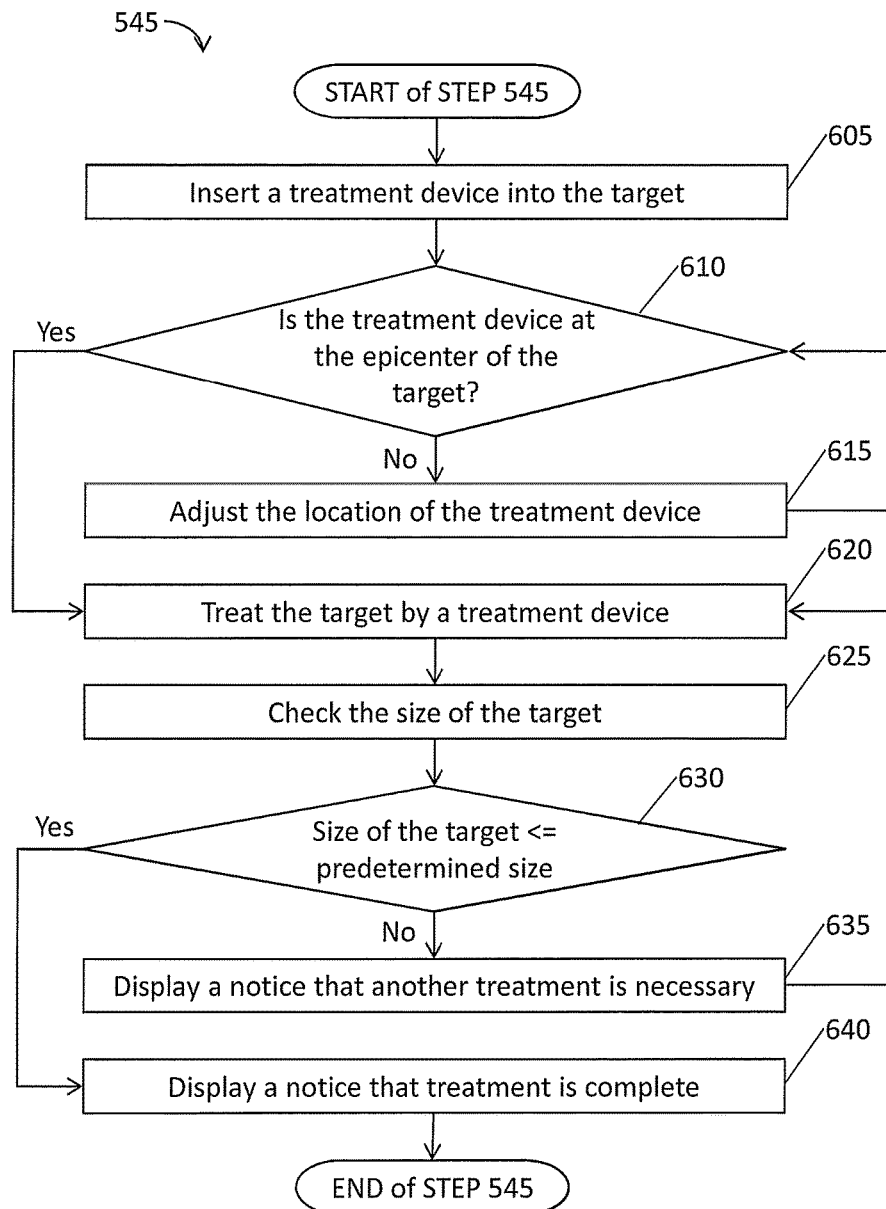 545
START of STEP 545
605
Insert a treatment device into the target
610
Yes
Is the treatment device at
the epicenter of the
target?
No
615
Adjust the location of the treatment device
620
Treat the target by a treatment device
625
Check the size of the target
630
Yes
Size of the target <=
predetermined size
No
635
Display a notice that another treatment is necessary
640
Display a notice that treatment is complete
END of STEP 545